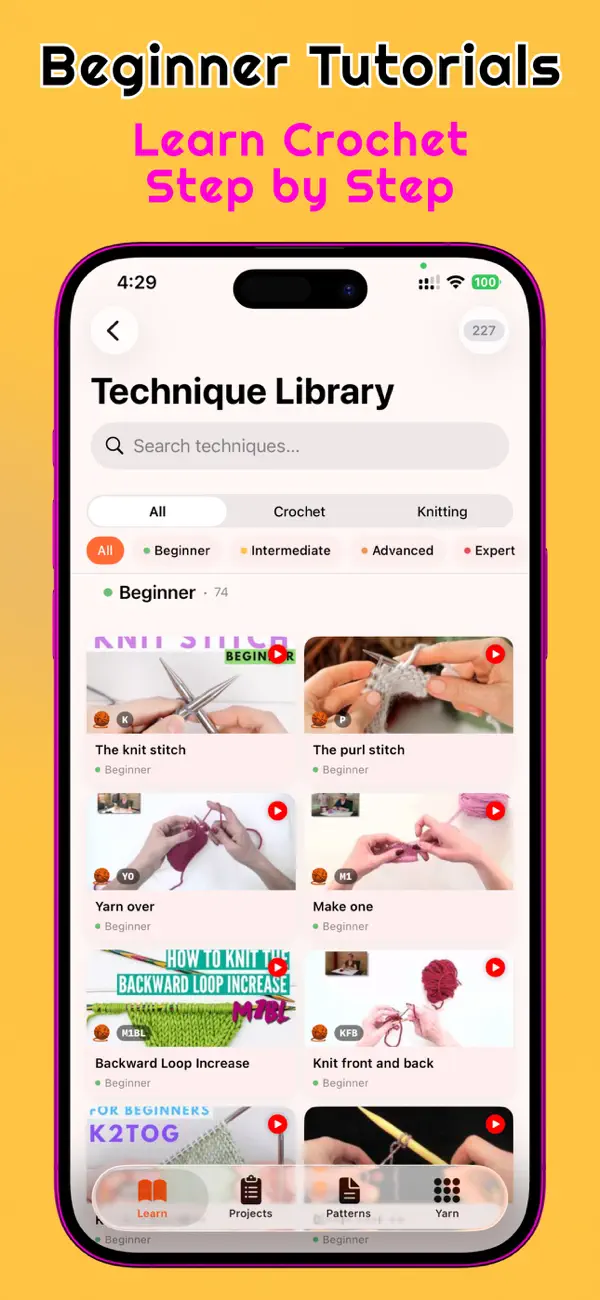 Beginner Tutorials
Learn Crochet
Step by Step
4:29
100
227
Technique Library
Search techniques...
All Crochet Knitting
All Beginner Intermediate Advanced Expert
Beginner · 74
KNIT STITCH
BEGINNER
K P
The knit stitch The purl stitch
Beginner Beginner
YO M1
Yarn over Make one
Beginner Beginner
HOW TO KNIT THE
BACKWARD LOOP INCREASE
M1BL
M1BL KFB
Backward Loop Increase Knit front and back
Beginner Beginner
FOR BEGINNERS
K2TOG
Learn Projects Patterns Yarn
Beginner Beginner